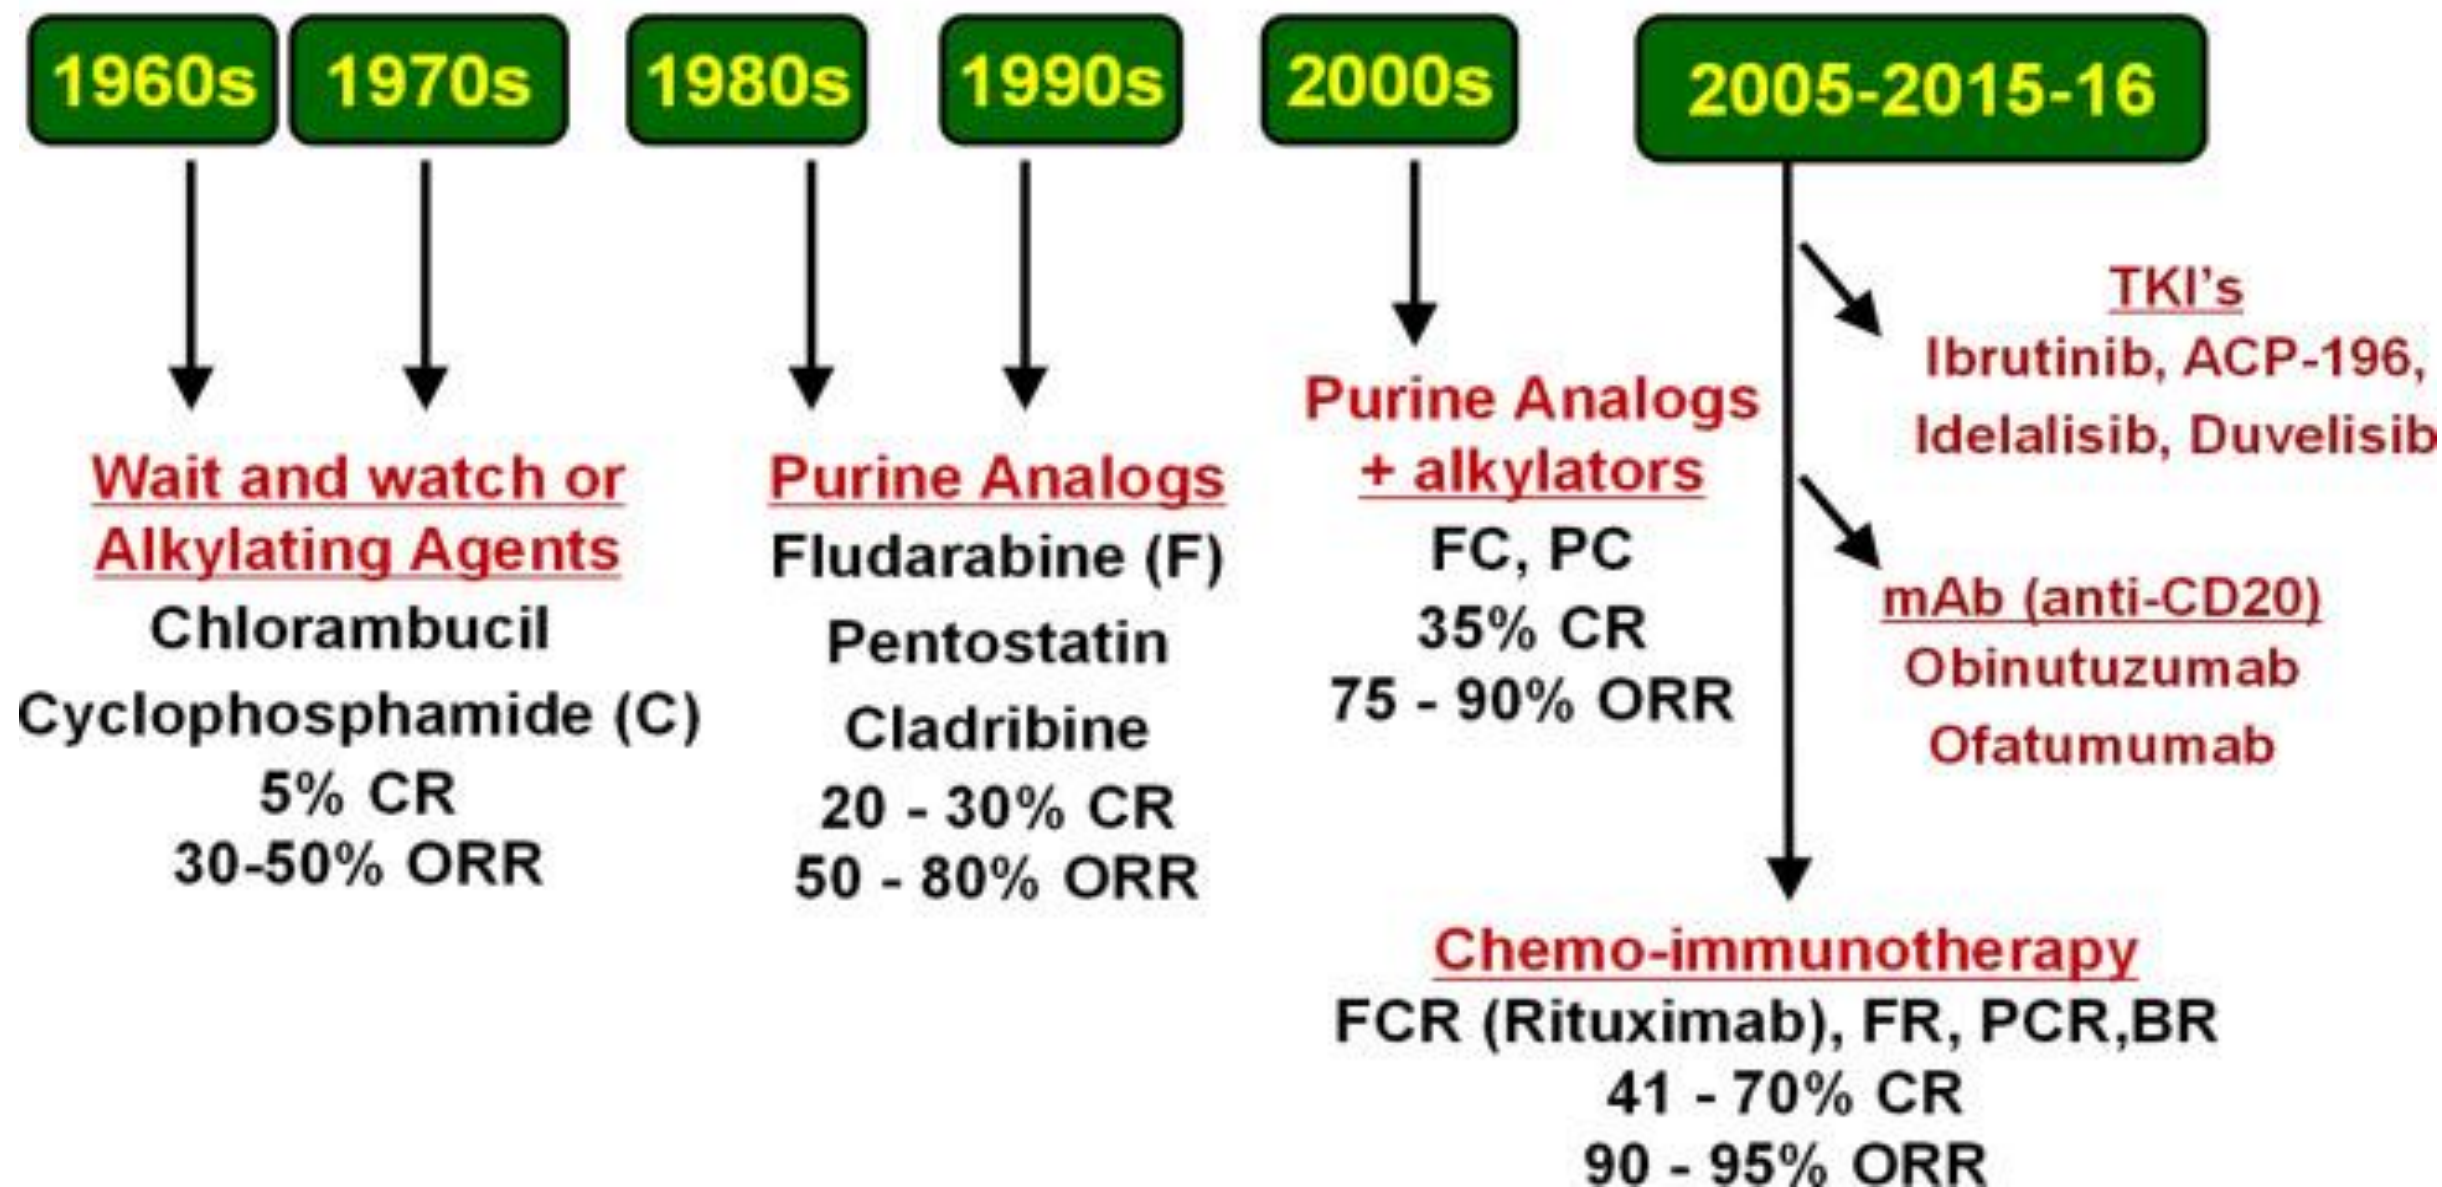 1960s
1970s
1980s
1990s
2000s
2005-2015-16
Wait and watch or
Alkylating Agents
Chlorambucil
Cyclophosphamide (C)
5% CR
30-50% ORR
Purine Analogs
Fludarabine (F)
Pentostatin
Cladribine
20 - 30% CR
50 - 80% ORR
Purine Analogs
+ alkylators
FC, PC
35% CR
75 - 90% ORR
TKI's
Ibrutinib, ACP-196,
Idelalisib, Duvelisib
mAb (anti-CD20)
Obinutuzumab
Ofatumumab
Chemo-immunotherapy
FCR (Rituximab), FR, PCR,BR
41 - 70% CR
90 - 95% ORR